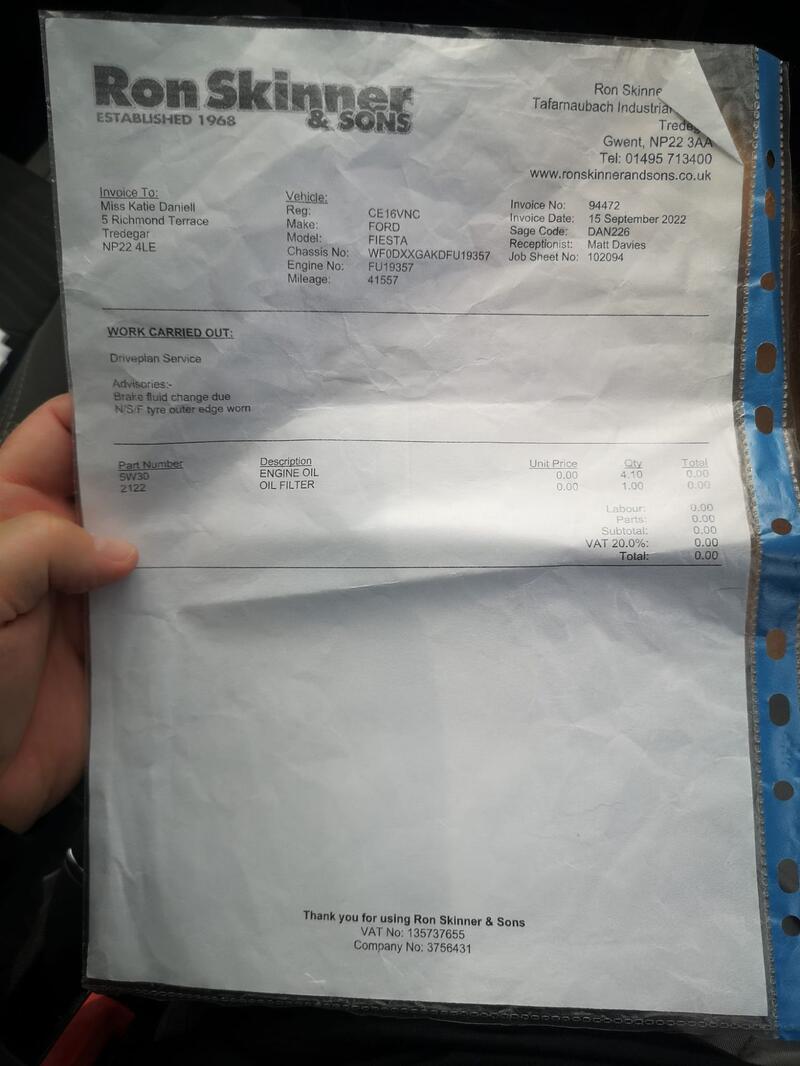 Ron Skinner
& SONS
ESTABLISHED 1968
Ron Skinne
Tafarnaubach Industrial
Tredeg
Gwent, NP22 3AA
Tel: 01495 713400
www.ronskinnerandsons.co.uk
Invoice To:
Miss Katie Daniell
5 Richmond Terrace
Tredegar
NP22 4LE
Vehicle:
Reg: CE16VNC
Make: FORD
Model: FIESTA
Chassis No: WF0DXXGAKDFU19357
Engine No: FU19357
Mileage: 41557
Invoice No: 94472
Invoice Date: 15 September 2022
Sage Code: DAN226
Receptionist: Matt Davies
Job Sheet No: 102094
WORK CARRIED OUT:
Driveplan Service
Advisories:-
Brake fluid change due
N/S/F tyre outer edge worn
Part Number Description Unit Price Qty Total
5W30 ENGINE OIL 0.00 4.10 0.00
2122 OIL FILTER 0.00 1.00 0.00
Labour: 0.00
Parts: 0.00
Subtotal: 0.00
VAT 20.0%: 0.00
Total: 0.00
Thank you for using Ron Skinner & Sons
VAT No: 135737655
Company No: 3756431